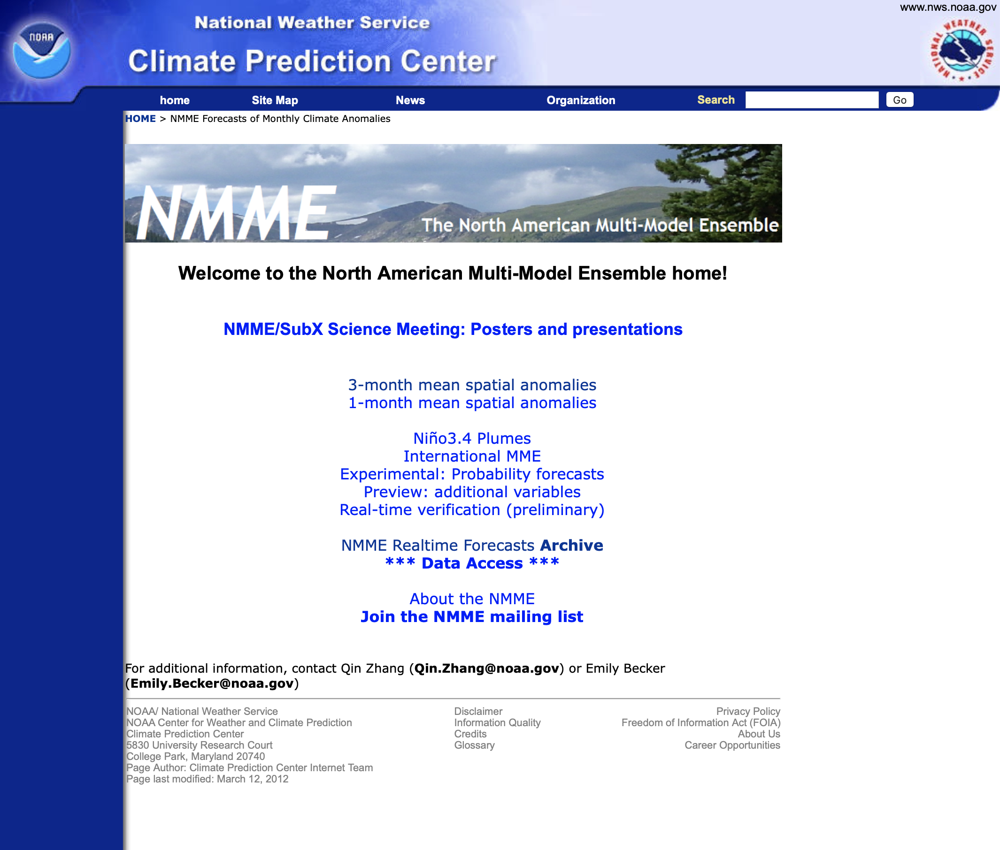 www.nws.noaa.gov
NOAA
National Weather Service
Climate Prediction Center
NATIONAL WEATHER SERVICE
home Site Map News Organization Search Go
HOME > NMME Forecasts of Monthly Climate Anomalies
NMME
The North American Multi-Model Ensemble
Welcome to the North American Multi-Model Ensemble home!
NMME/SubX Science Meeting: Posters and presentations
3-month mean spatial anomalies
1-month mean spatial anomalies
Niño3.4 Plumes
International MME
Experimental: Probability forecasts
Preview: additional variables
Real-time verification (preliminary)
NMME Realtime Forecasts Archive
*** Data Access ***
About the NMME
Join the NMME mailing list
For additional information, contact Qin Zhang (Qin.Zhang@noaa.gov) or Emily Becker
(Emily.Becker@noaa.gov)
NOAA/ National Weather Service
NOAA Center for Weather and Climate Prediction
Climate Prediction Center
5830 University Research Court
College Park, Maryland 20740
Page Author: Climate Prediction Center Internet Team
Page last modified: March 12, 2012
Disclaimer
Information Quality
Credits
Glossary
Privacy Policy
Freedom of Information Act (FOIA)
About Us
Career Opportunities